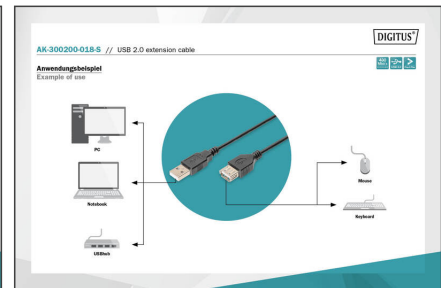 DIGITUS®
AK-300200-018-S // USB 2.0 extension cable
Anwendungsbeispiel
Example of use
PC
Notebook
USBhub
Mouse
Keyboard